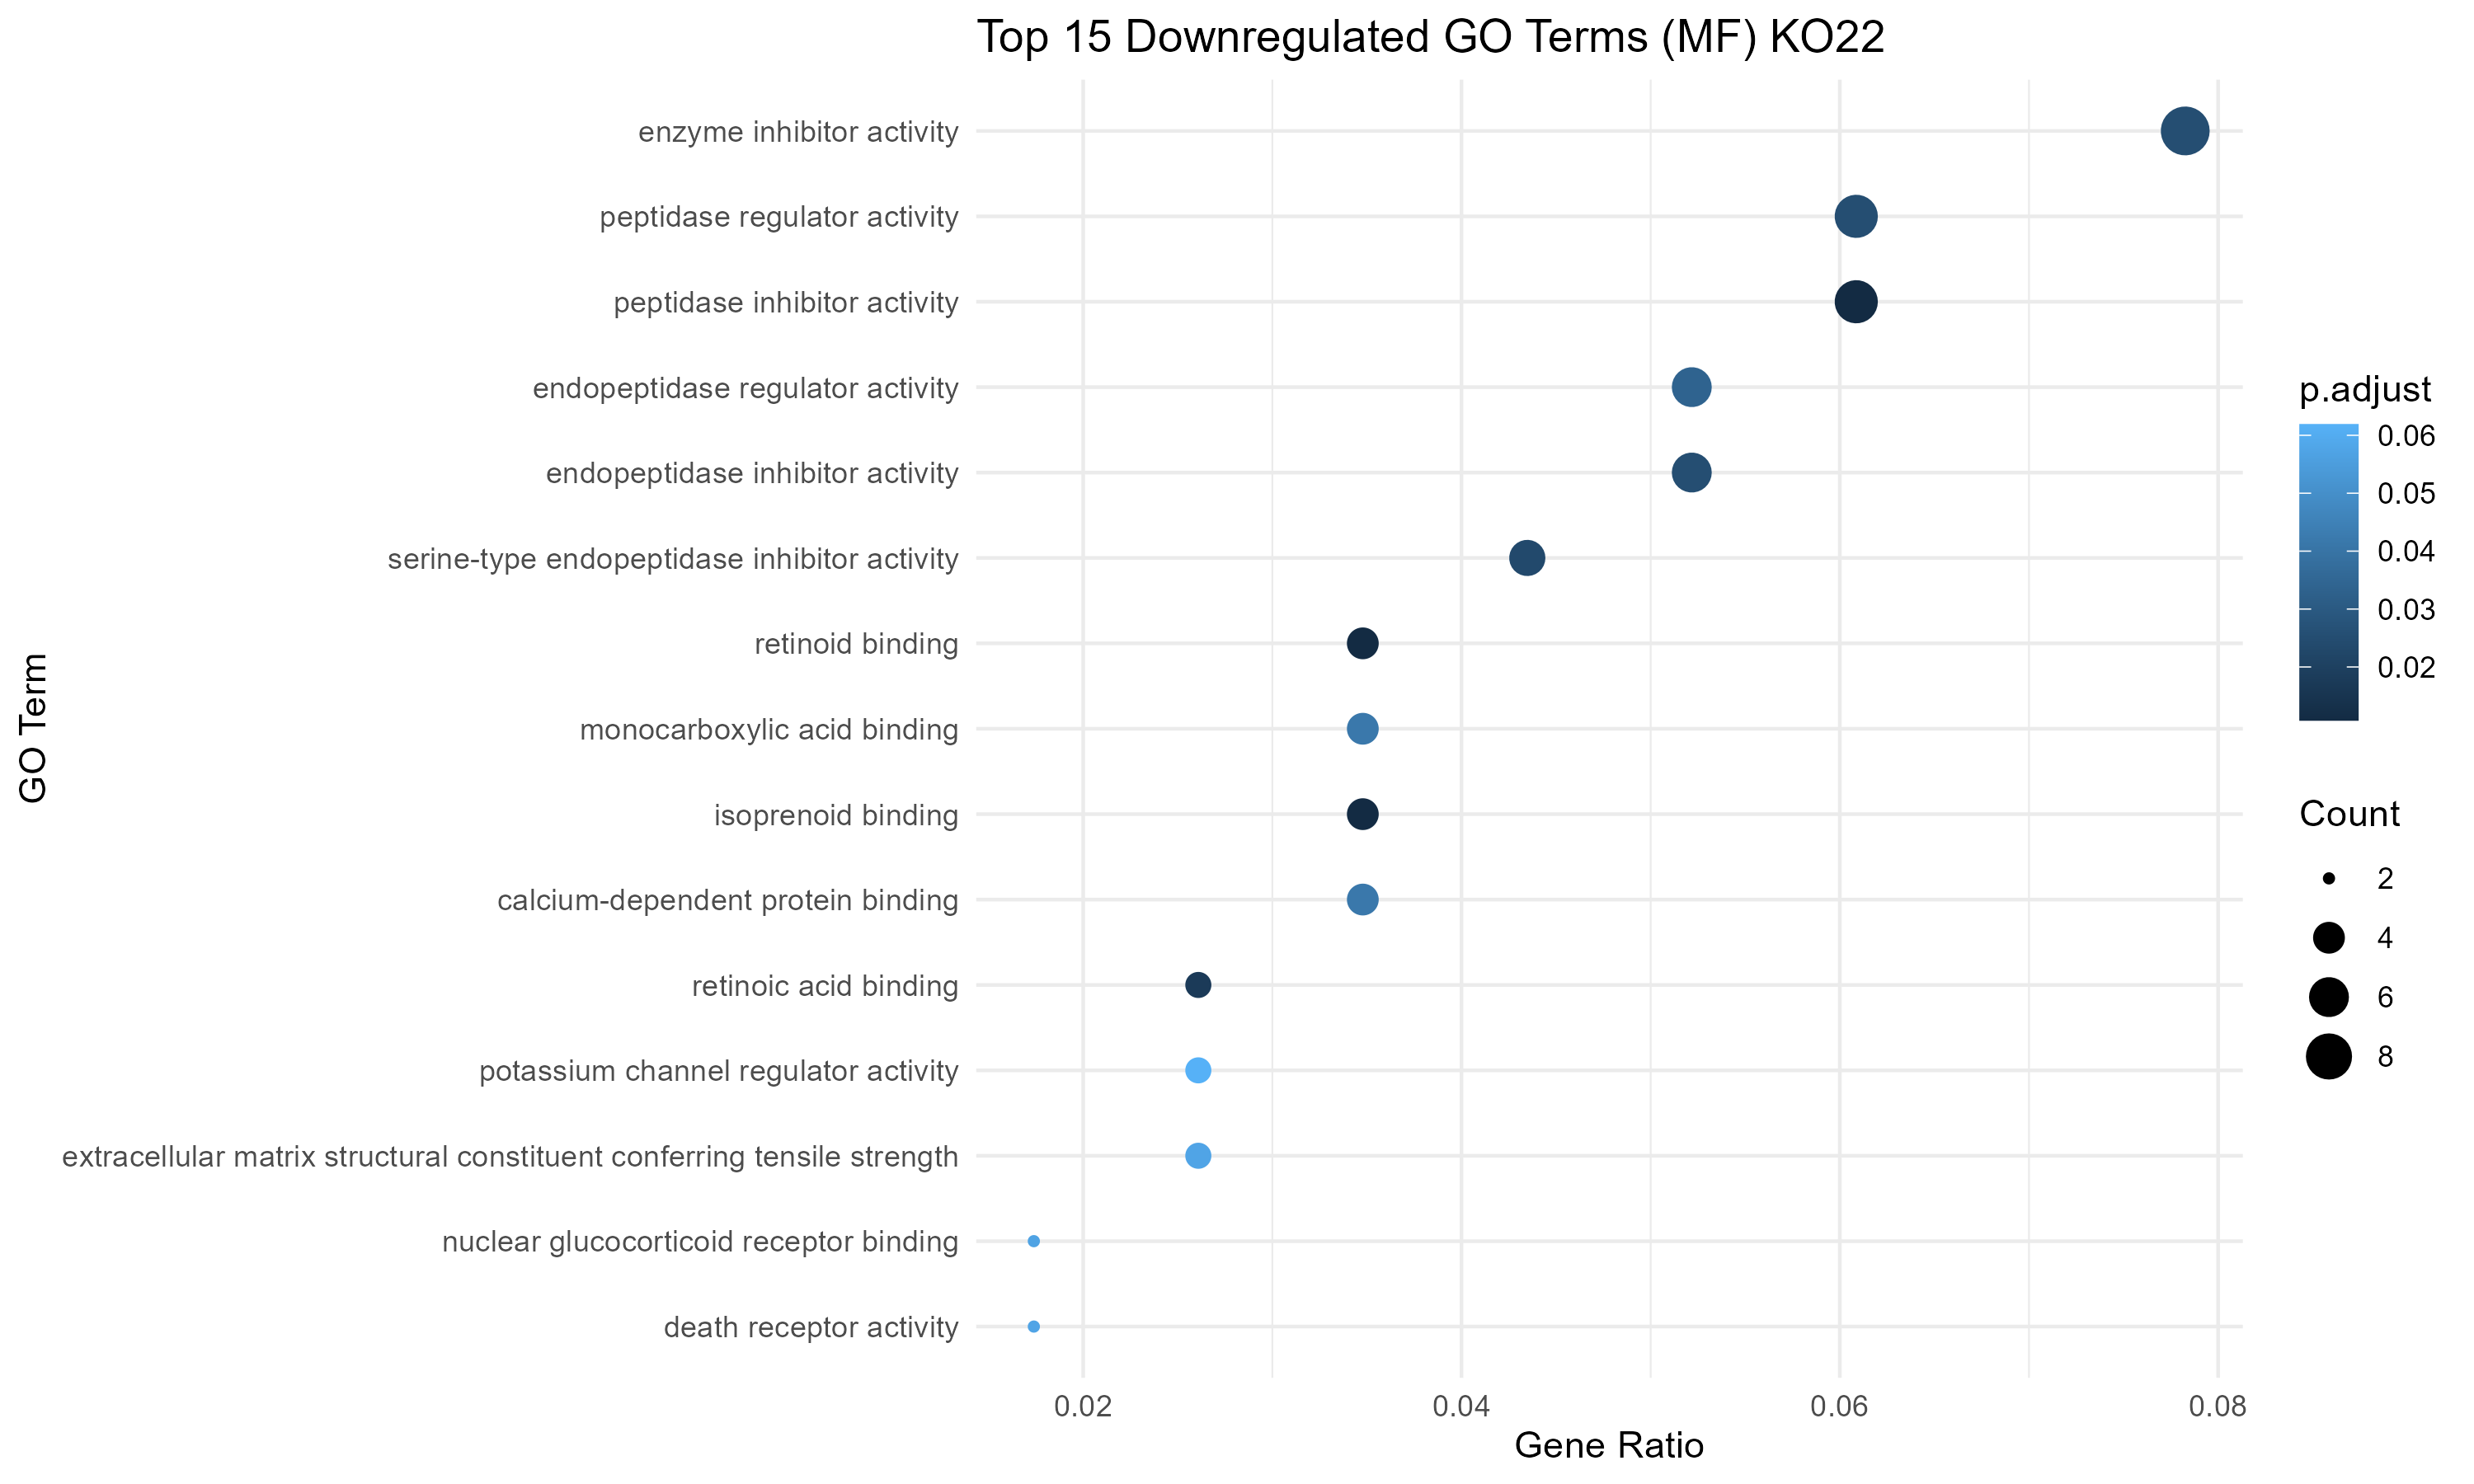 Top 15 Downregulated GO Terms (MF) KO22
GO Term
enzyme inhibitor activity
peptidase regulator activity
peptidase inhibitor activity
endopeptidase regulator activity
endopeptidase inhibitor activity
serine-type endopeptidase inhibitor activity
retinoid binding
monocarboxylic acid binding
isoprenoid binding
calcium-dependent protein binding
retinoic acid binding
potassium channel regulator activity
extracellular matrix structural constituent conferring tensile strength
nuclear glucocorticoid receptor binding
death receptor activity
0.02 0.04 0.06 0.08
Gene Ratio
p.adjust
0.06
0.05
0.04
0.03
0.02
Count
2
4
6
8